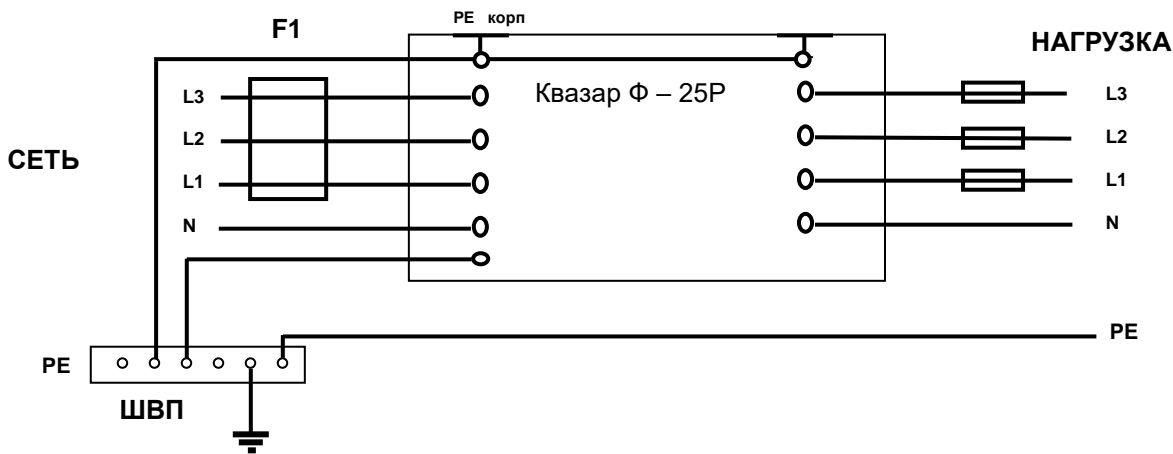 F1
PE корп
НАГРУЗКА
Квазар Ф – 25Р
L3
L3
L2
L2
СЕТЬ
L1
L1
N
N
PE
PE
ШВП